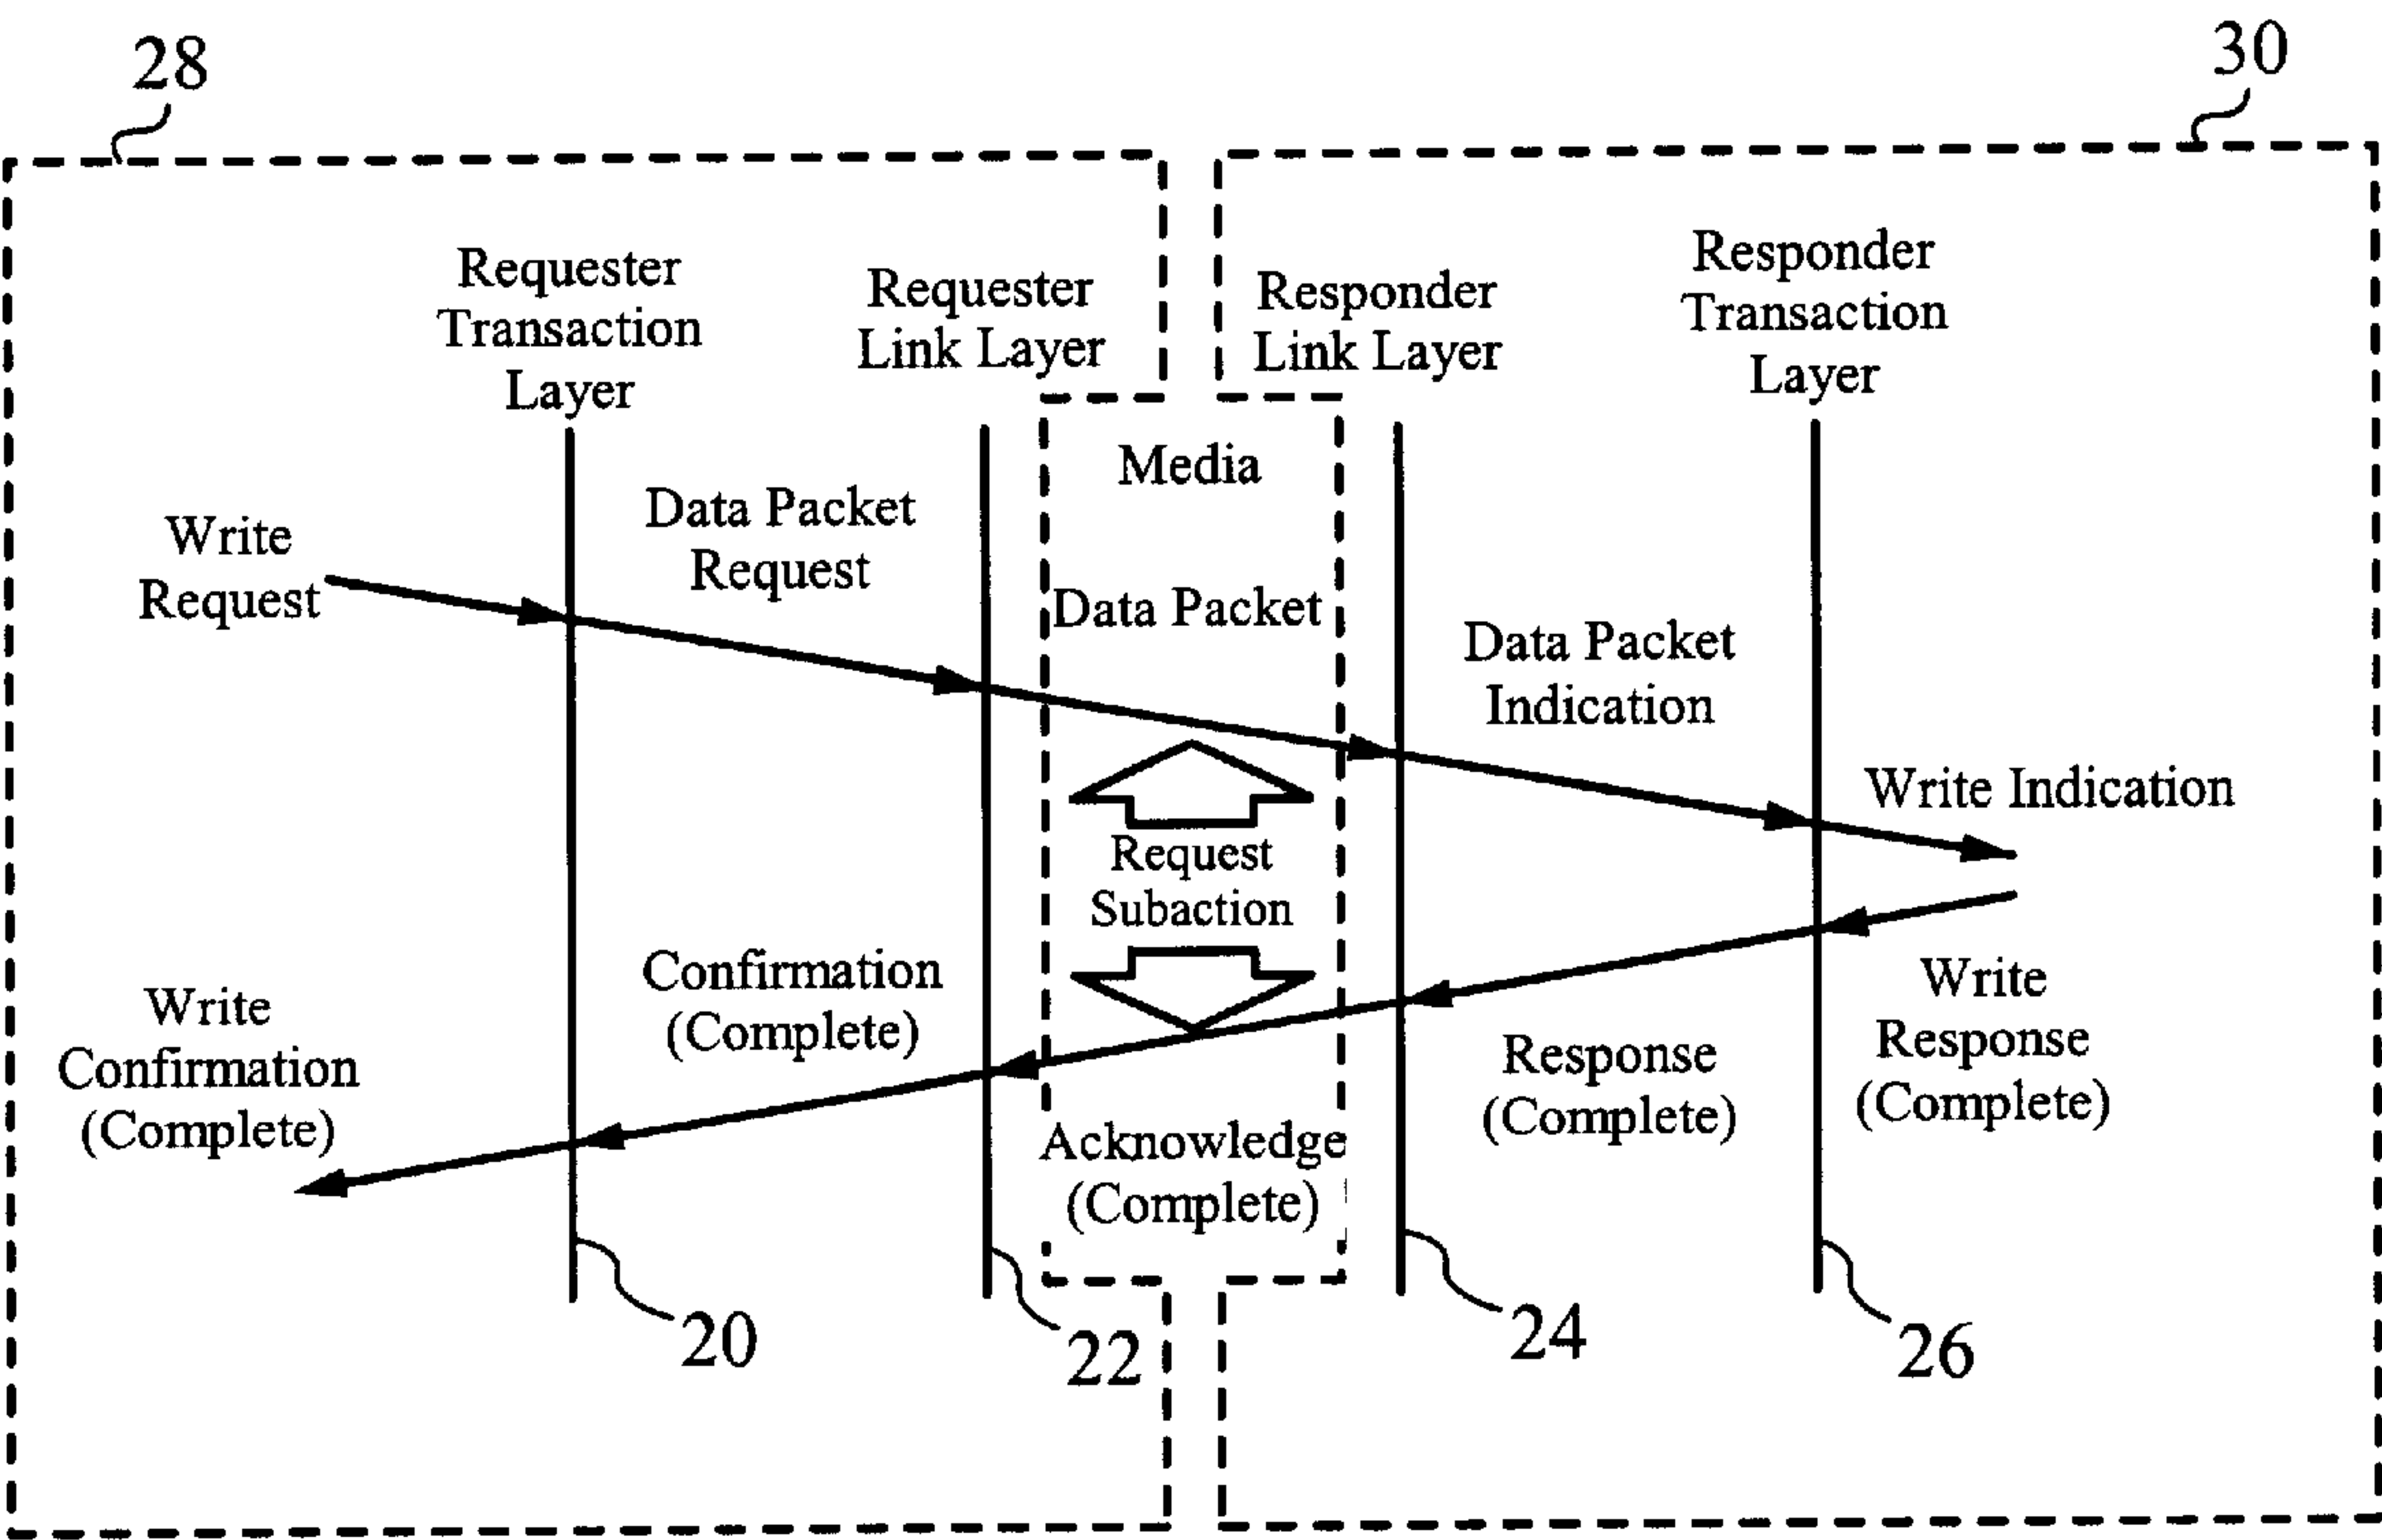 28
30
Requester
Transaction
Layer
Requester
Link Layer
Responder
Link Layer
Responder
Transaction
Layer
Media
Write
Request
Data Packet
Request
Data Packet
Data Packet
Indication
Write Indication
Request
Subaction
Write
Confirmation
(Complete)
Confirmation
(Complete)
Acknowledge
(Complete)
Response
(Complete)
Write
Response
(Complete)
20
22
24
26